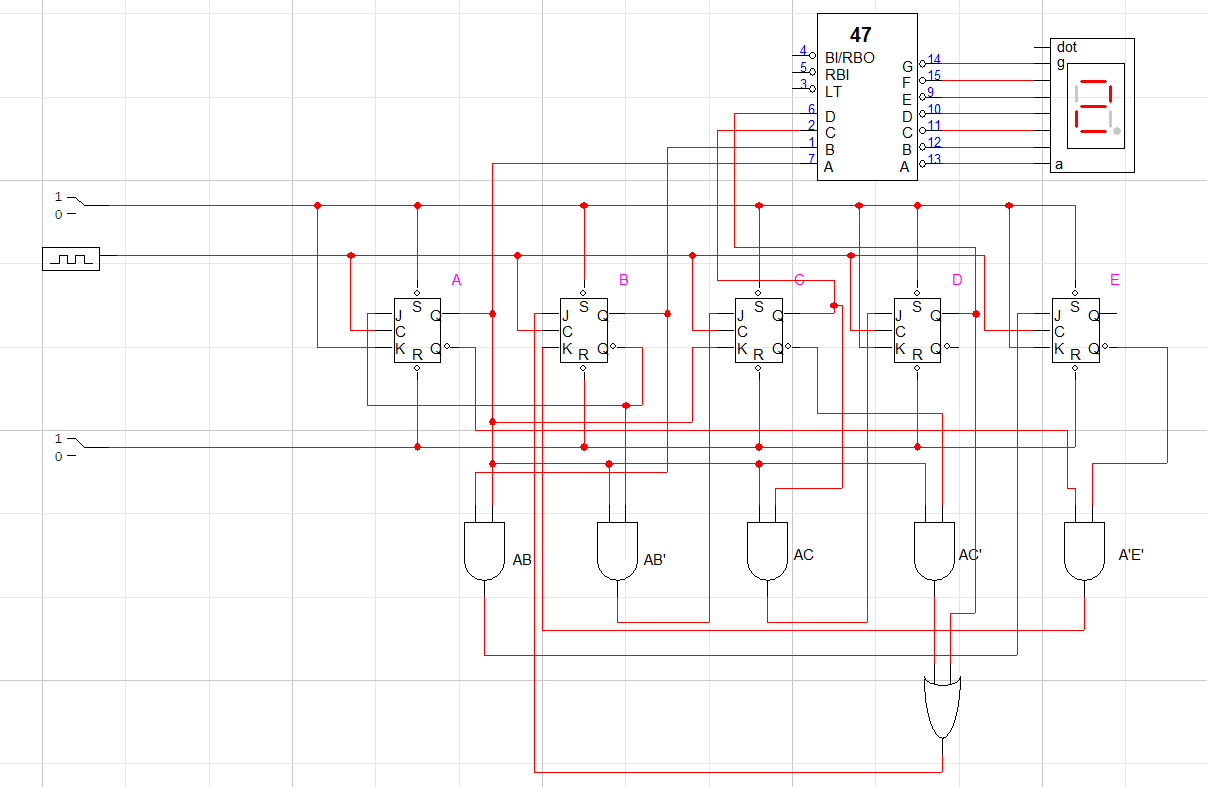 47
4 BI/RBO
5 RBI
3 LT
6 D
2 C
1 B
7 A
G 14
F 15
E 9
D 10
C 11
B 12
A 13
dot
g
a
1
0
A
B
C
D
E
S
J Q
C
K Q
R
S
J Q
C
K Q
R
S
J Q
C
K Q
R
S
J Q
C
K Q
R
S
J Q
C
K Q
R
1
0
AB
AB'
AC
AC'
A'E'